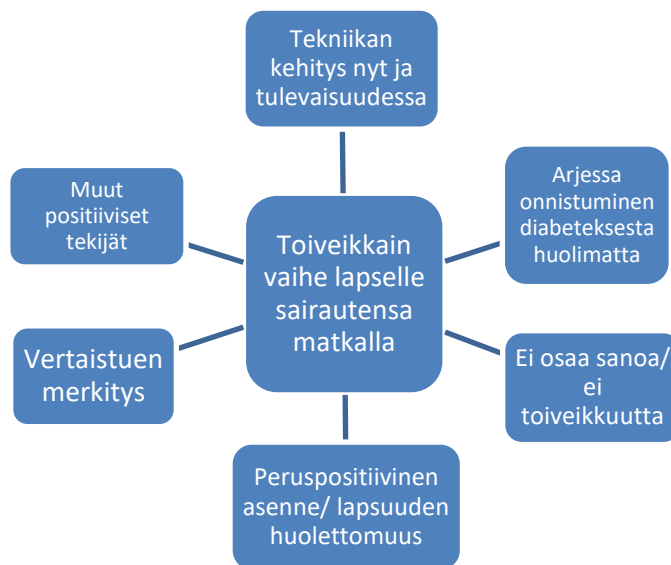 Tekniikan
kehitys nyt ja
tulevaisuudessa
Muut
positiiviset
tekijät
Arjessa
onnistuminen
diabeteksesta
huolimatta
Toiveikkain
vaihe lapselle
sairautensa
matkalla
Vertaistuen
merkitys
Ei osaa sanoa/
ei
toiveikkuutta
Peruspositiivinen
asenne/ lapsuuden
huolettomuus